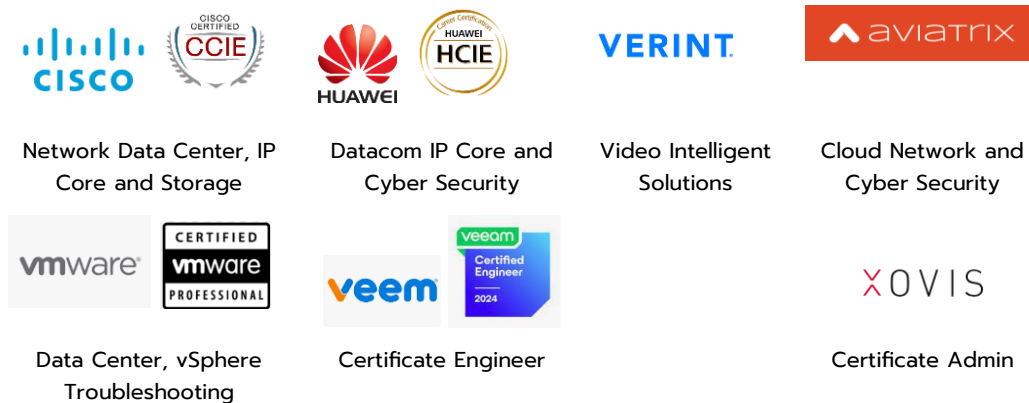 CISCO
CISCO
CERTIFIED
CCIE
HUAWEI
Career Certification
HUAWEI
HCIE
VERINT.
AVIATRIX
Network Data Center, IP
Core and Storage
Datacom IP Core and
Cyber Security
Video Intelligent
Solutions
Cloud Network and
Cyber Security
vmware®
CERTIFIED
vmware
PROFESSIONAL
veem
veeam
Certified
Engineer
2024
XOVIS
Data Center, vSphere
Troubleshooting
Certificate Engineer
Certificate Admin